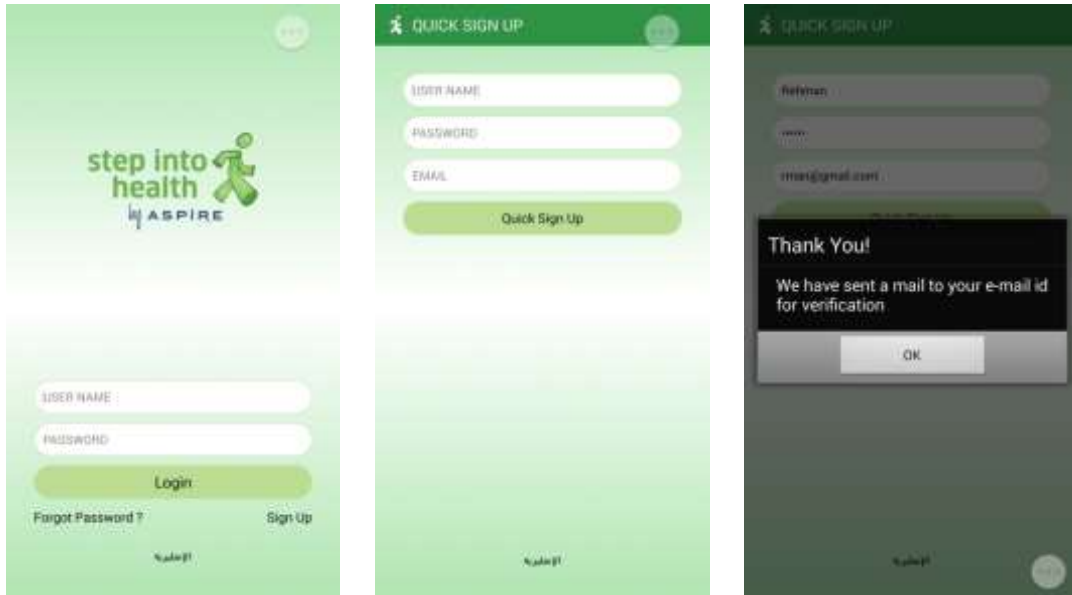 step into
health
by ASPIRE
USER NAME
PASSWORD
Login
Forgot Password ?
Sign Up
QUICK SIGN UP
USER NAME
PASSWORD
EMAIL
Quick Sign Up
QUICK SIGN UP
Thank You!
We have sent a mail to your e-mail id
for verification
OK